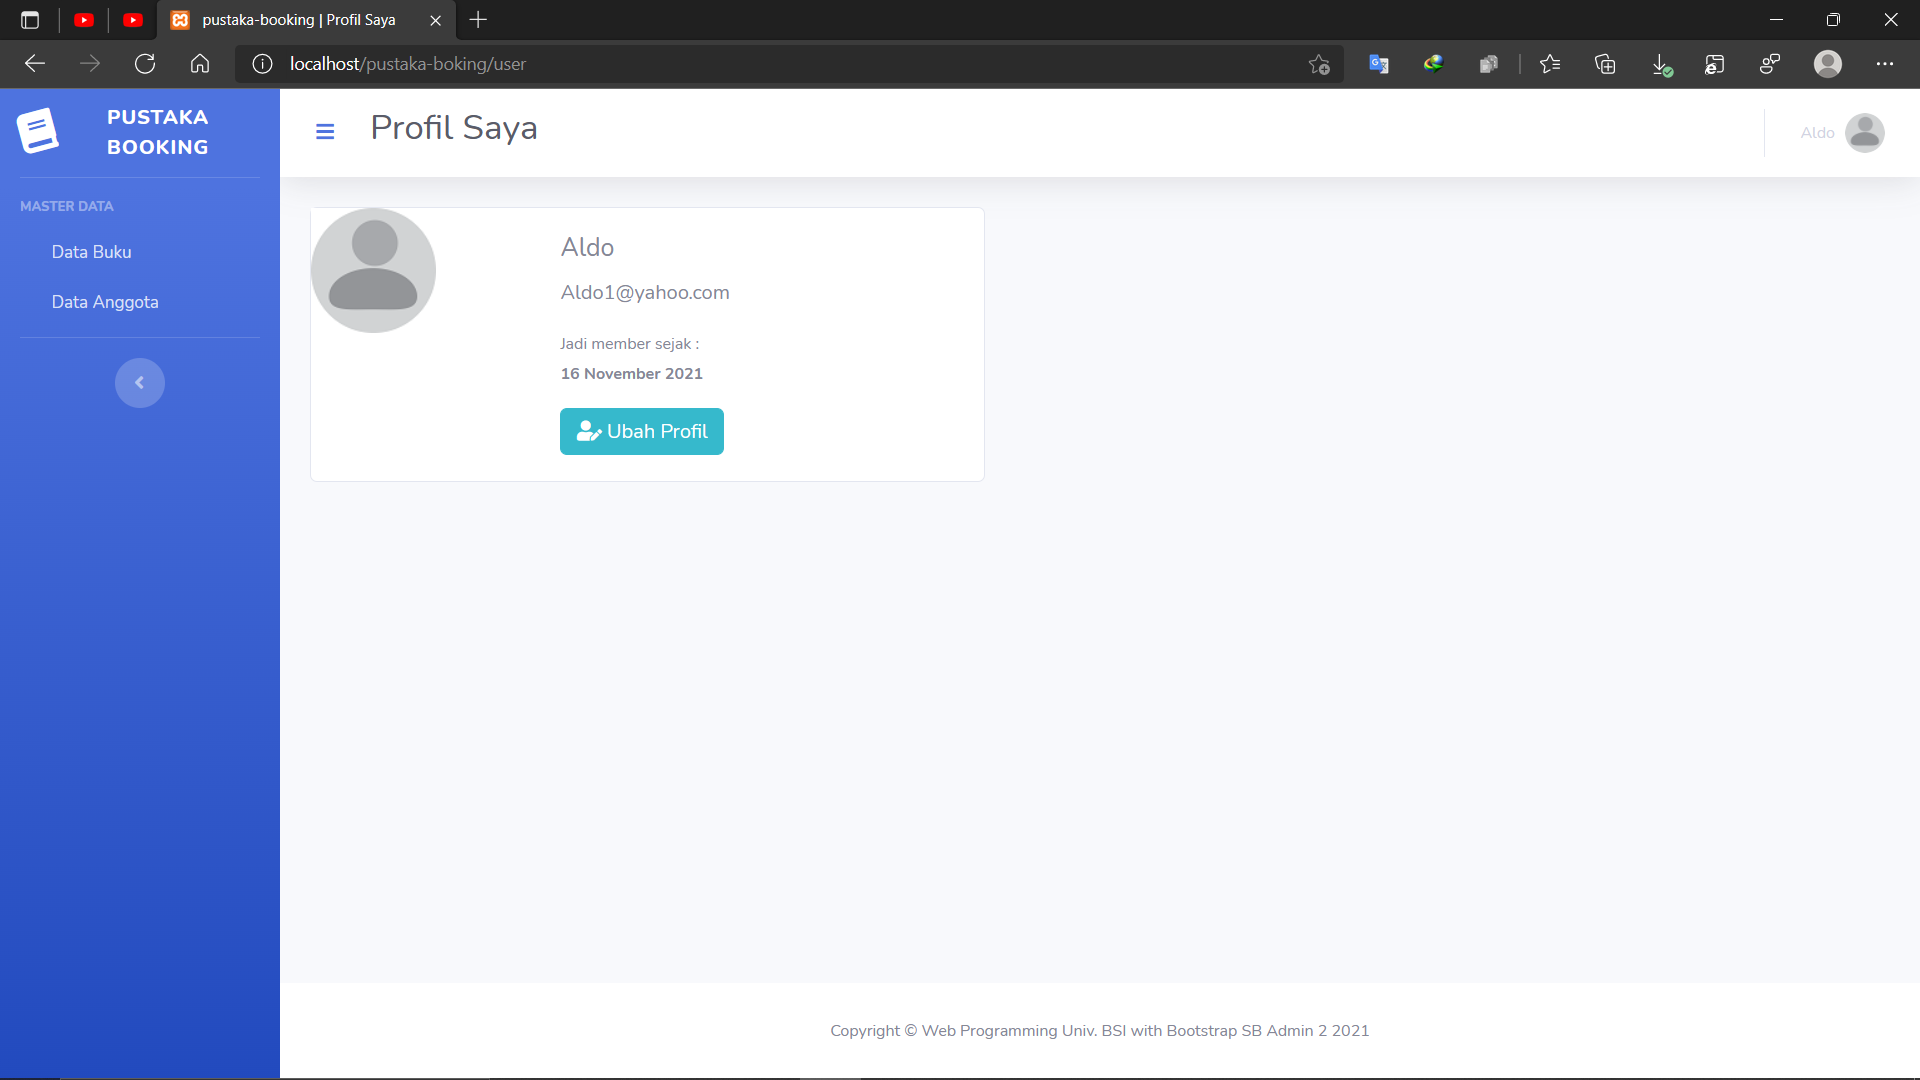 pustaka-booking | Profil Saya
localhost/pustaka-boking/user
PUSTAKA
BOOKING
Profil Saya
Aldo
MASTER DATA
Data Buku
Data Anggota
Aldo
Aldo1@yahoo.com
Jadi member sejak :
16 November 2021
Ubah Profil
Copyright © Web Programming Univ. BSI with Bootstrap SB Admin 2 2021